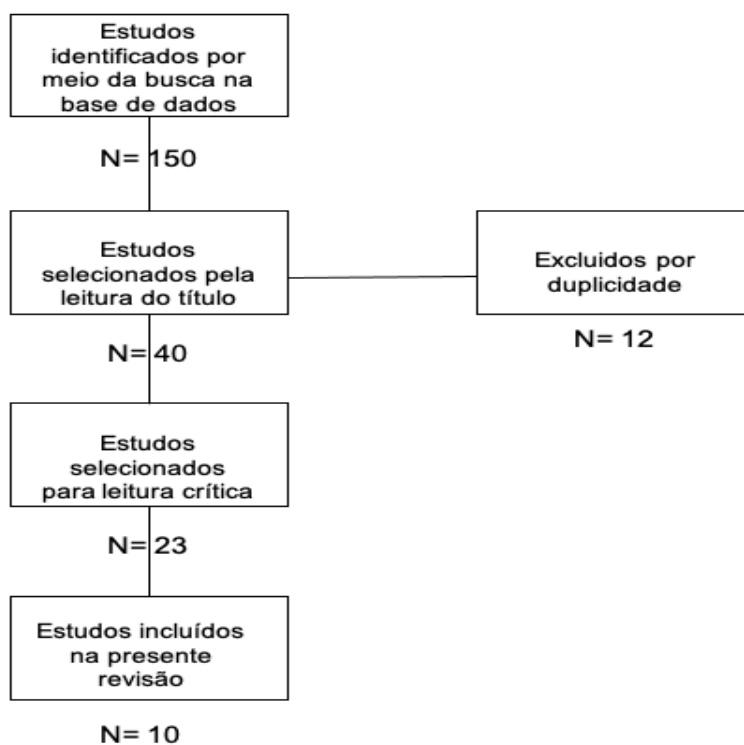 Estudos
identificados por
meio da busca na
base de dados
N= 150
Estudos
selecionados pela
leitura do título
Excluidos por
duplicidade
N= 12
N= 40
Estudos
selecionados
para leitura crítica
N= 23
Estudos incluídos
na presente
revisão
N= 10